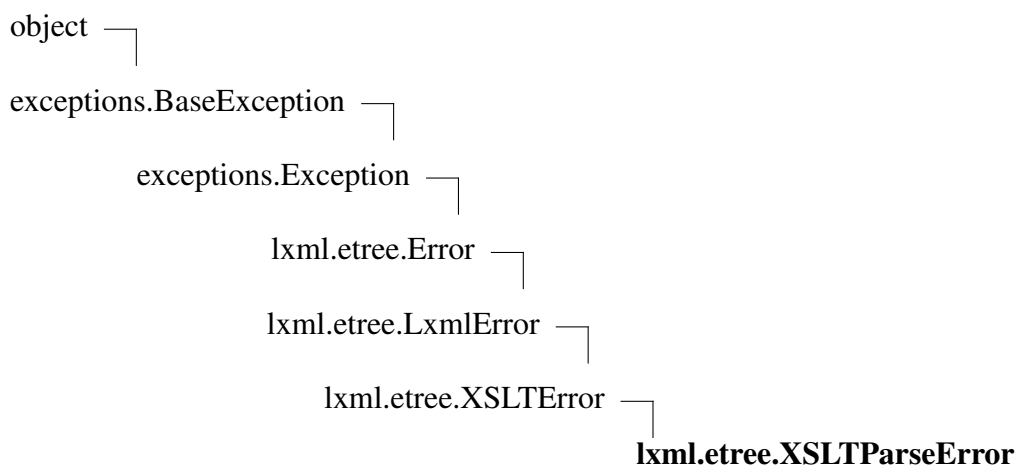 object
exceptions.BaseException
exceptions.Exception
lxml.etree.Error
lxml.etree.LxmlError
lxml.etree.XSLTError
lxml.etree.XSLTParseError